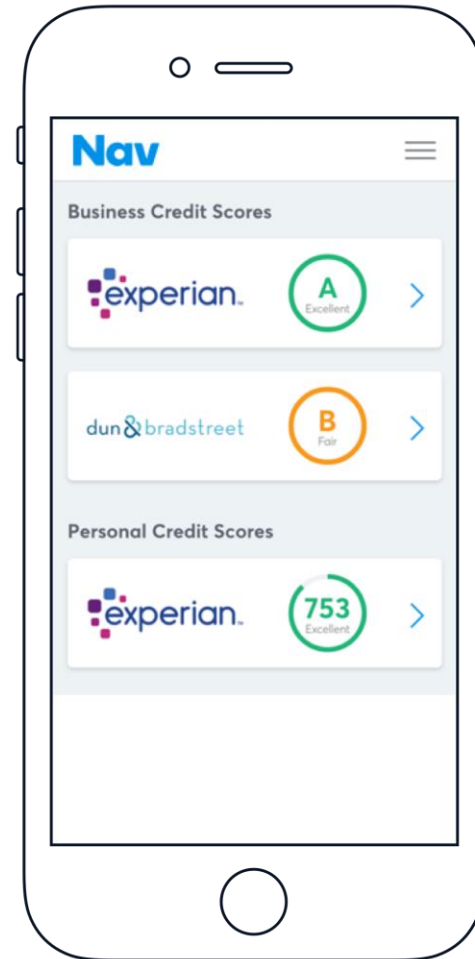 Nav
Business Credit Scores
experian.
A
Excellent
dun & bradstreet
B
Fair
Personal Credit Scores
experian.
753
Excellent